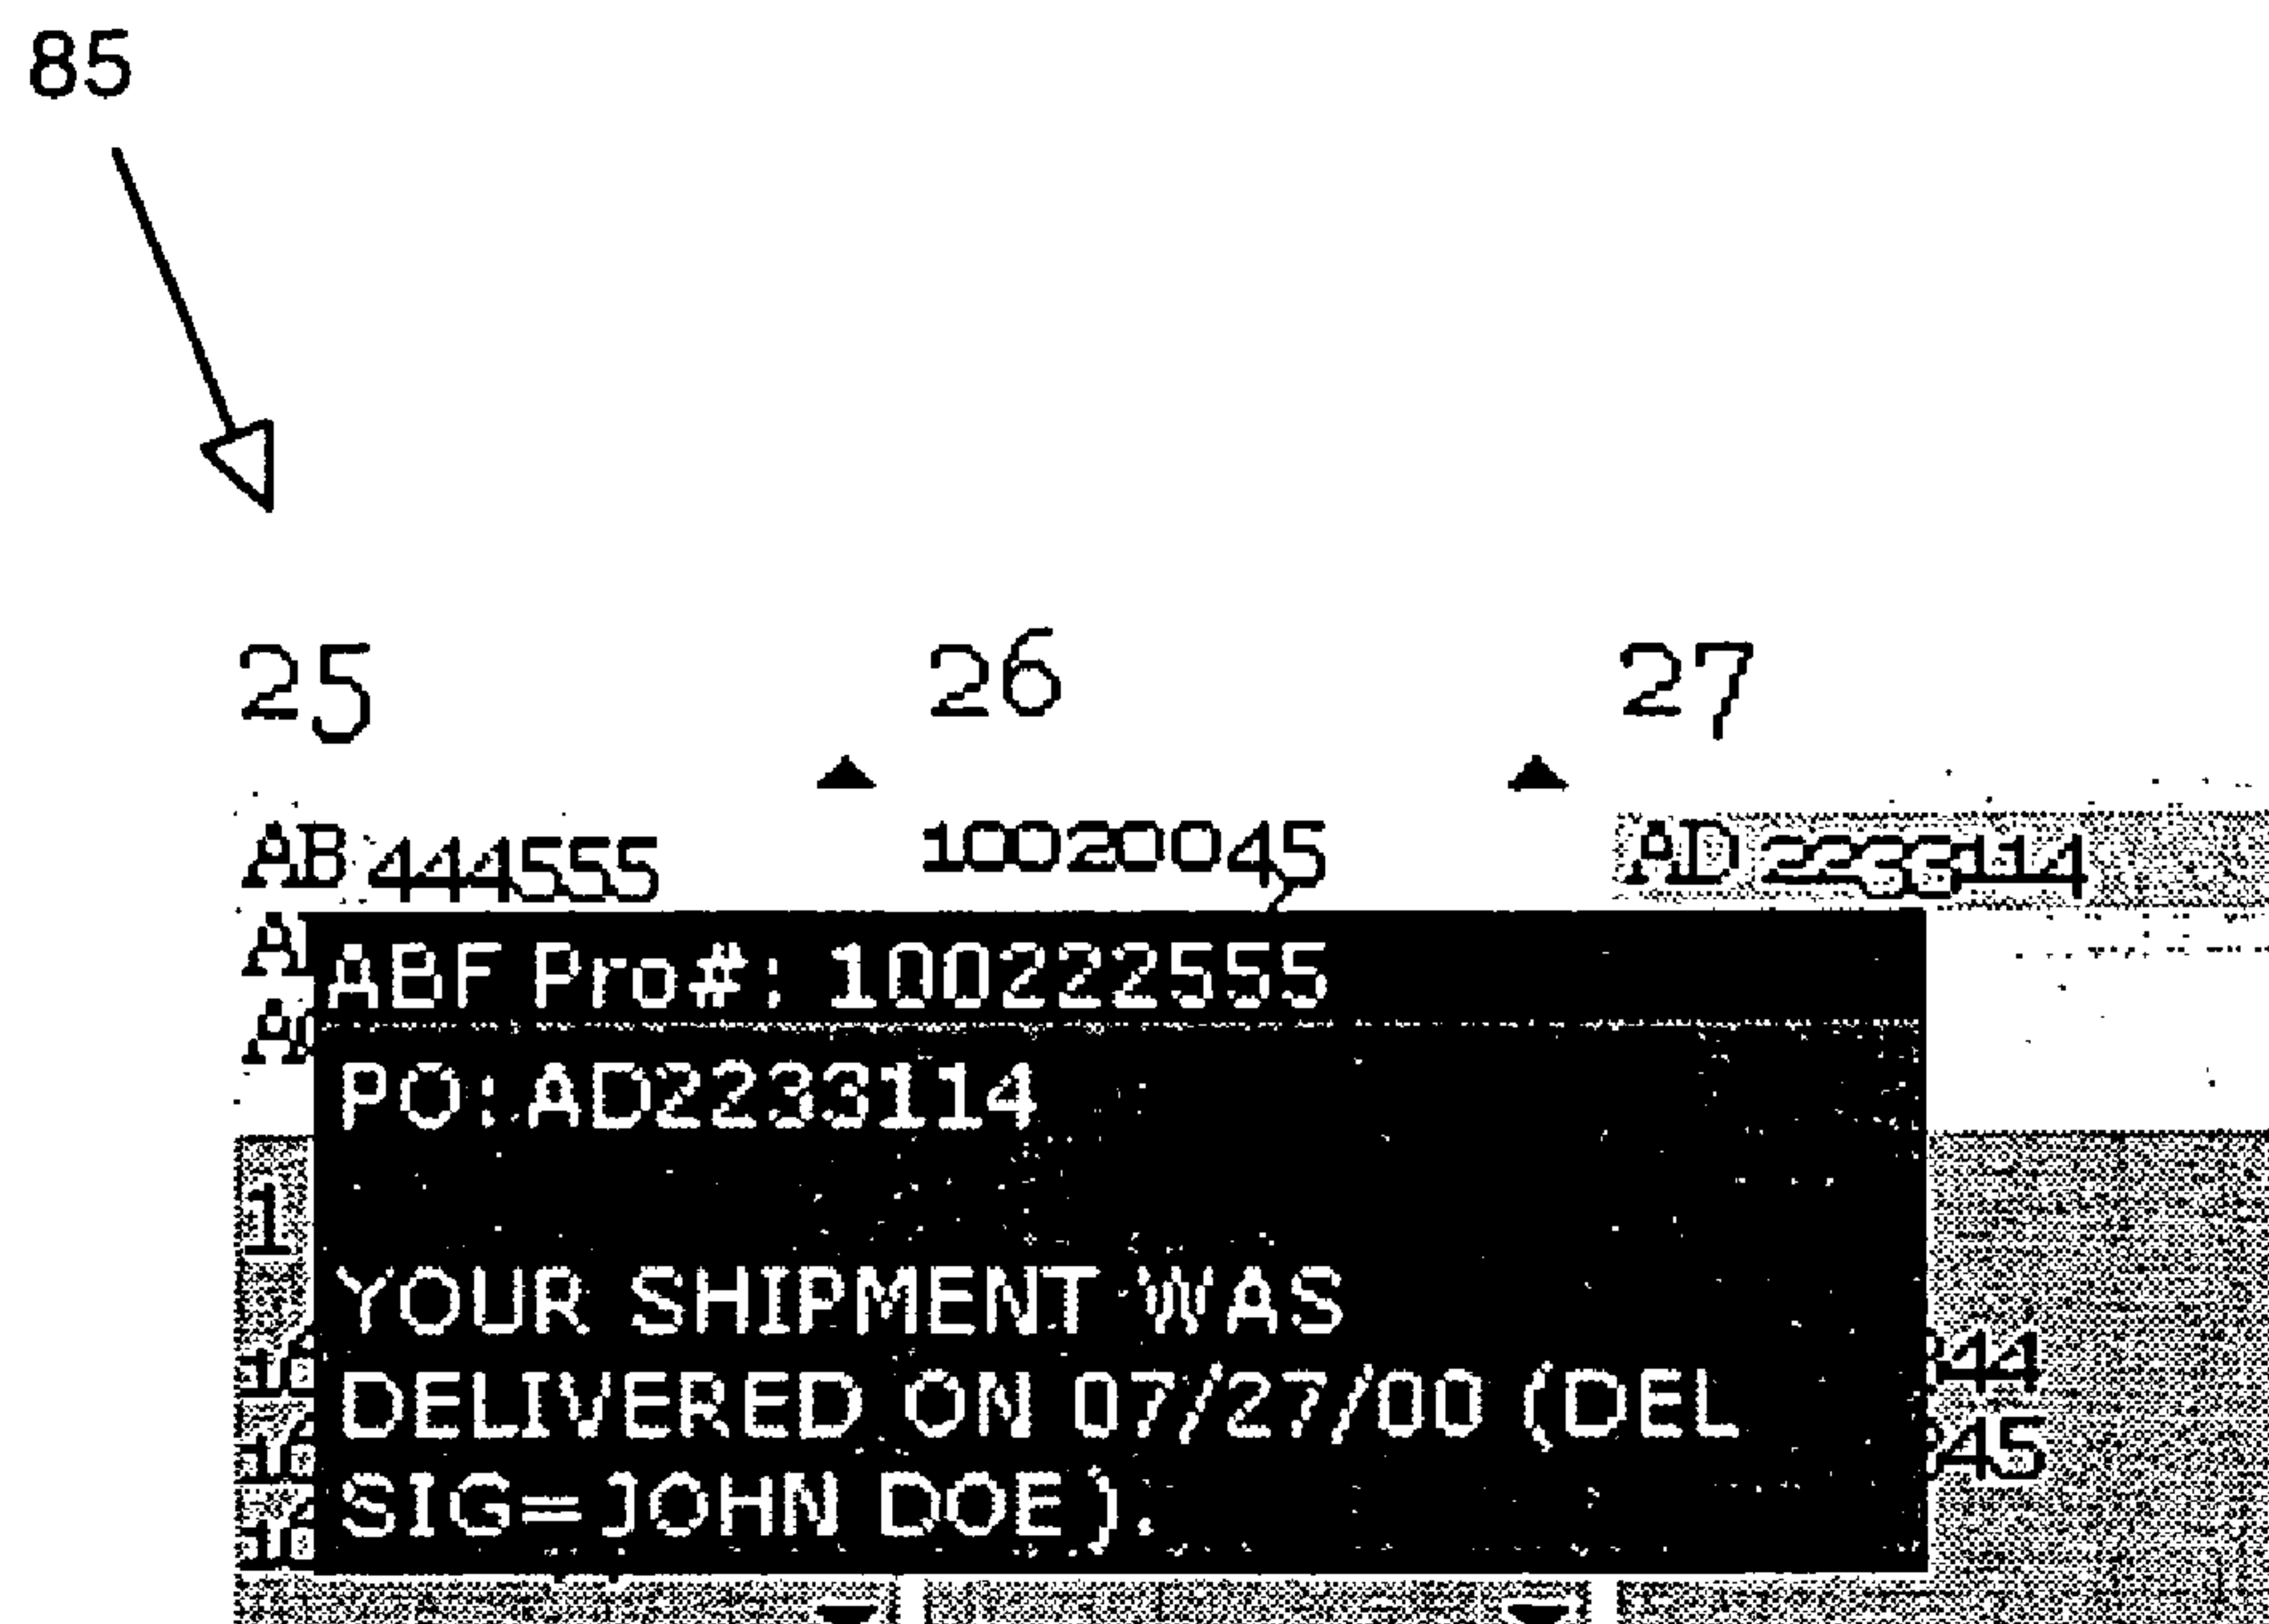 85
25 26 27
AB 444555 10020045 AD 2233114
ABF Pro#: 100222555
PO: AD2233114
1
YOUR SHIPMENT WAS
DELIVERED ON 07/27/00 (DEL
SIG=JOHN DOE).